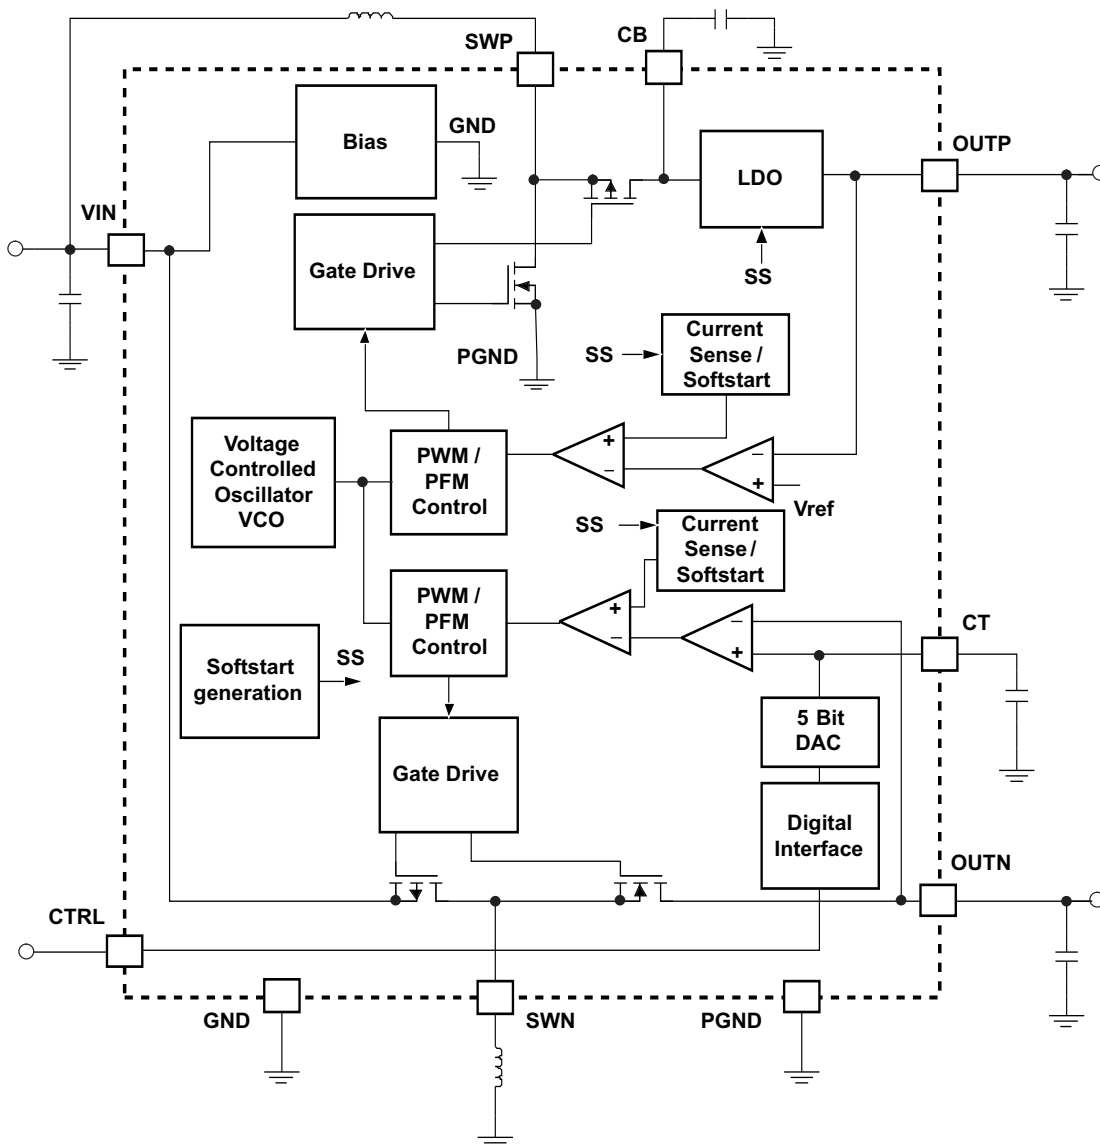 SWP
CB
Bias
GND
LDO
OUTP
VIN
Gate Drive
SS
PGND
SS
Current
Sense /
Softstart
Voltage
Controlled
Oscillator
VCO
PWM /
PFM
Control
+
–
–
+
Vref
SS
Current
Sense /
Softstart
PWM /
PFM
Control
+
–
–
+
CT
Softstart
generation
SS
5 Bit
DAC
Gate Drive
Digital
Interface
OUTN
CTRL
GND
SWN
PGND